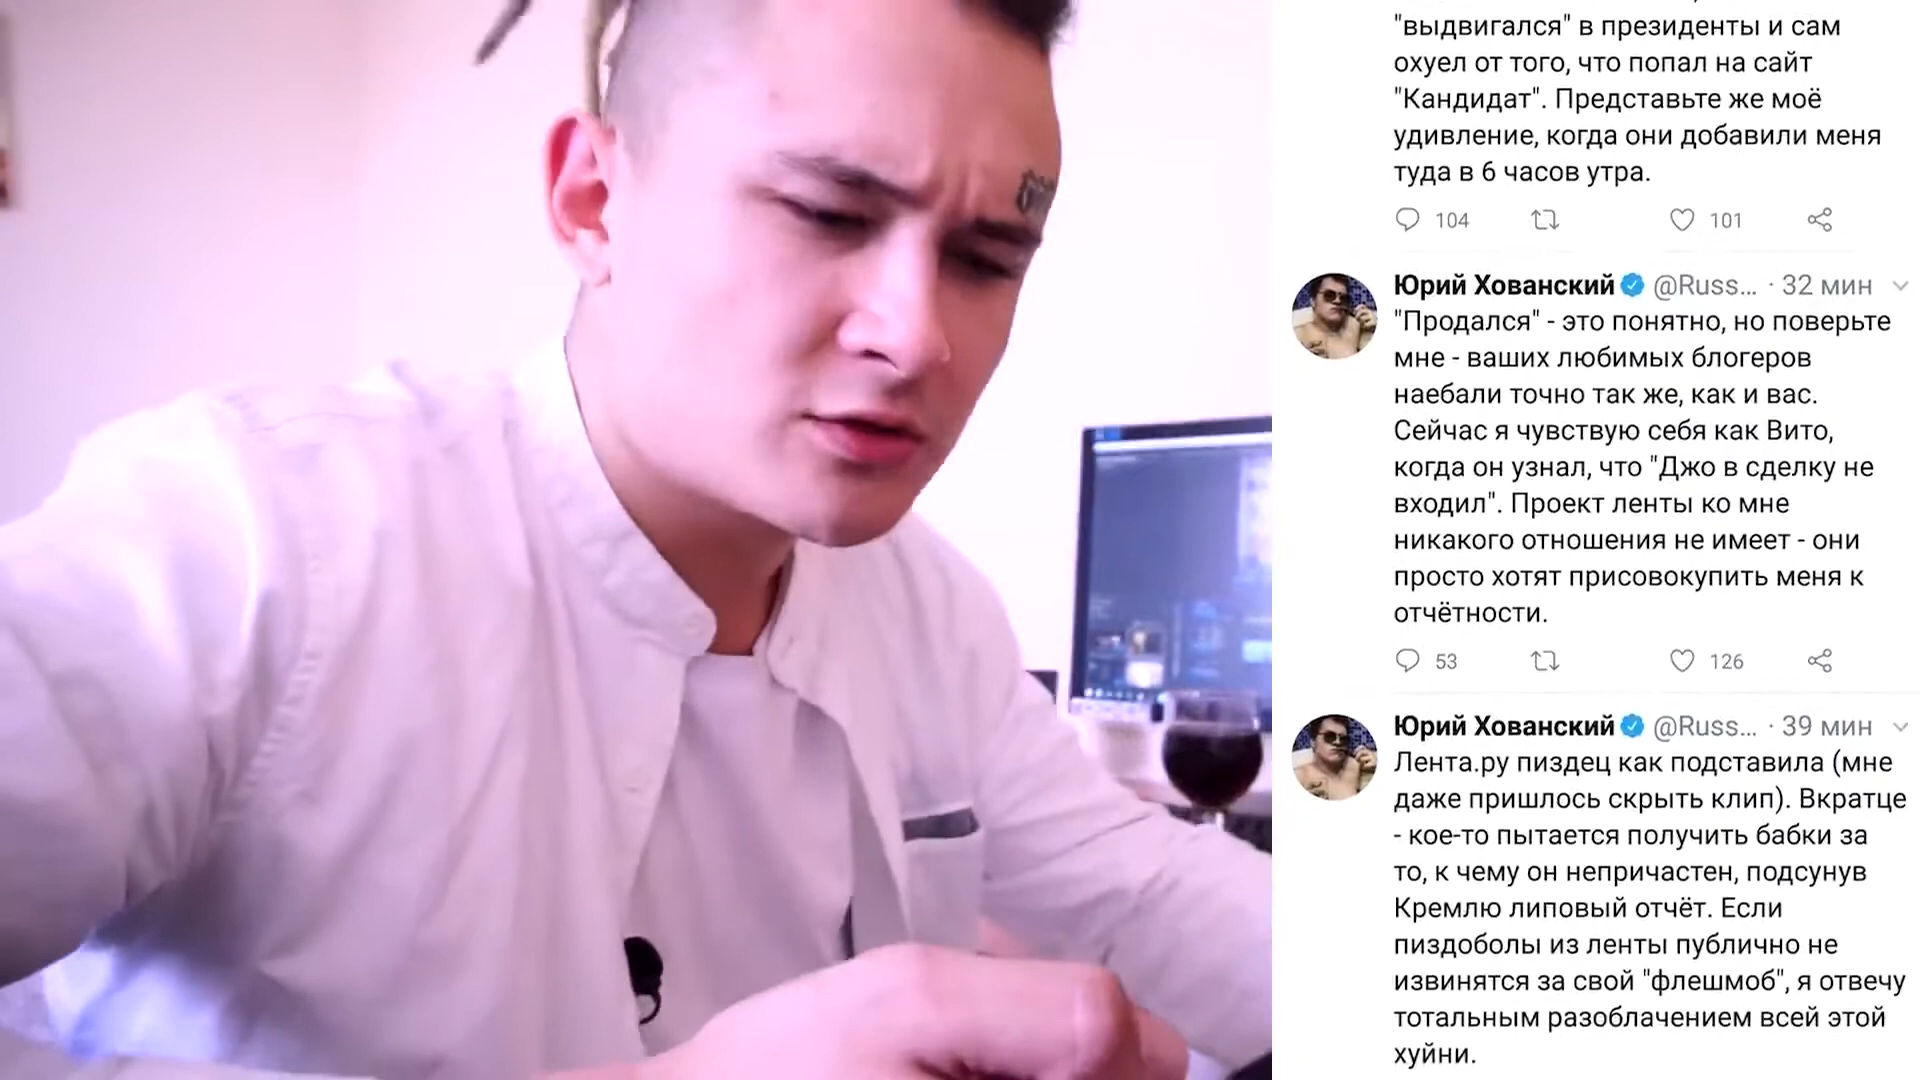 "выдвигался" в президенты и сам
охуел от того, что попал на сайт
"Кандидат". Представьте же моё
удивление, когда они добавили меня
туда в 6 часов утра.
104 101
Юрий Хованский @Russ... · 32 мин
"Продался" - это понятно, но поверьте
мне - ваших любимых блогеров
наебали точно так же, как и вас.
Сейчас я чувствую себя как Вито,
когда он узнал, что "Джо в сделку не
входил". Проект ленты ко мне
никакого отношения не имеет - они
просто хотят присовокупить меня к
отчётности.
53 126
Юрий Хованский @Russ... · 39 мин
Лента.ру пиздец как подставила (мне
даже пришлось скрыть клип). Вкратце
- кое-то пытается получить бабки за
то, к чему он непричастен, подсунув
Кремлю липовый отчёт. Если
пиздоболы из ленты публично не
извинятся за свой "флешмоб", я отвечу
тотальным разоблачением всей этой
хуйни.